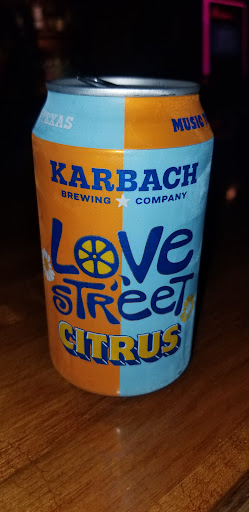 TEXAS
MUSIC
KARBACH
BREWING ★ COMPANY
LOVE
STREET
CITRUS